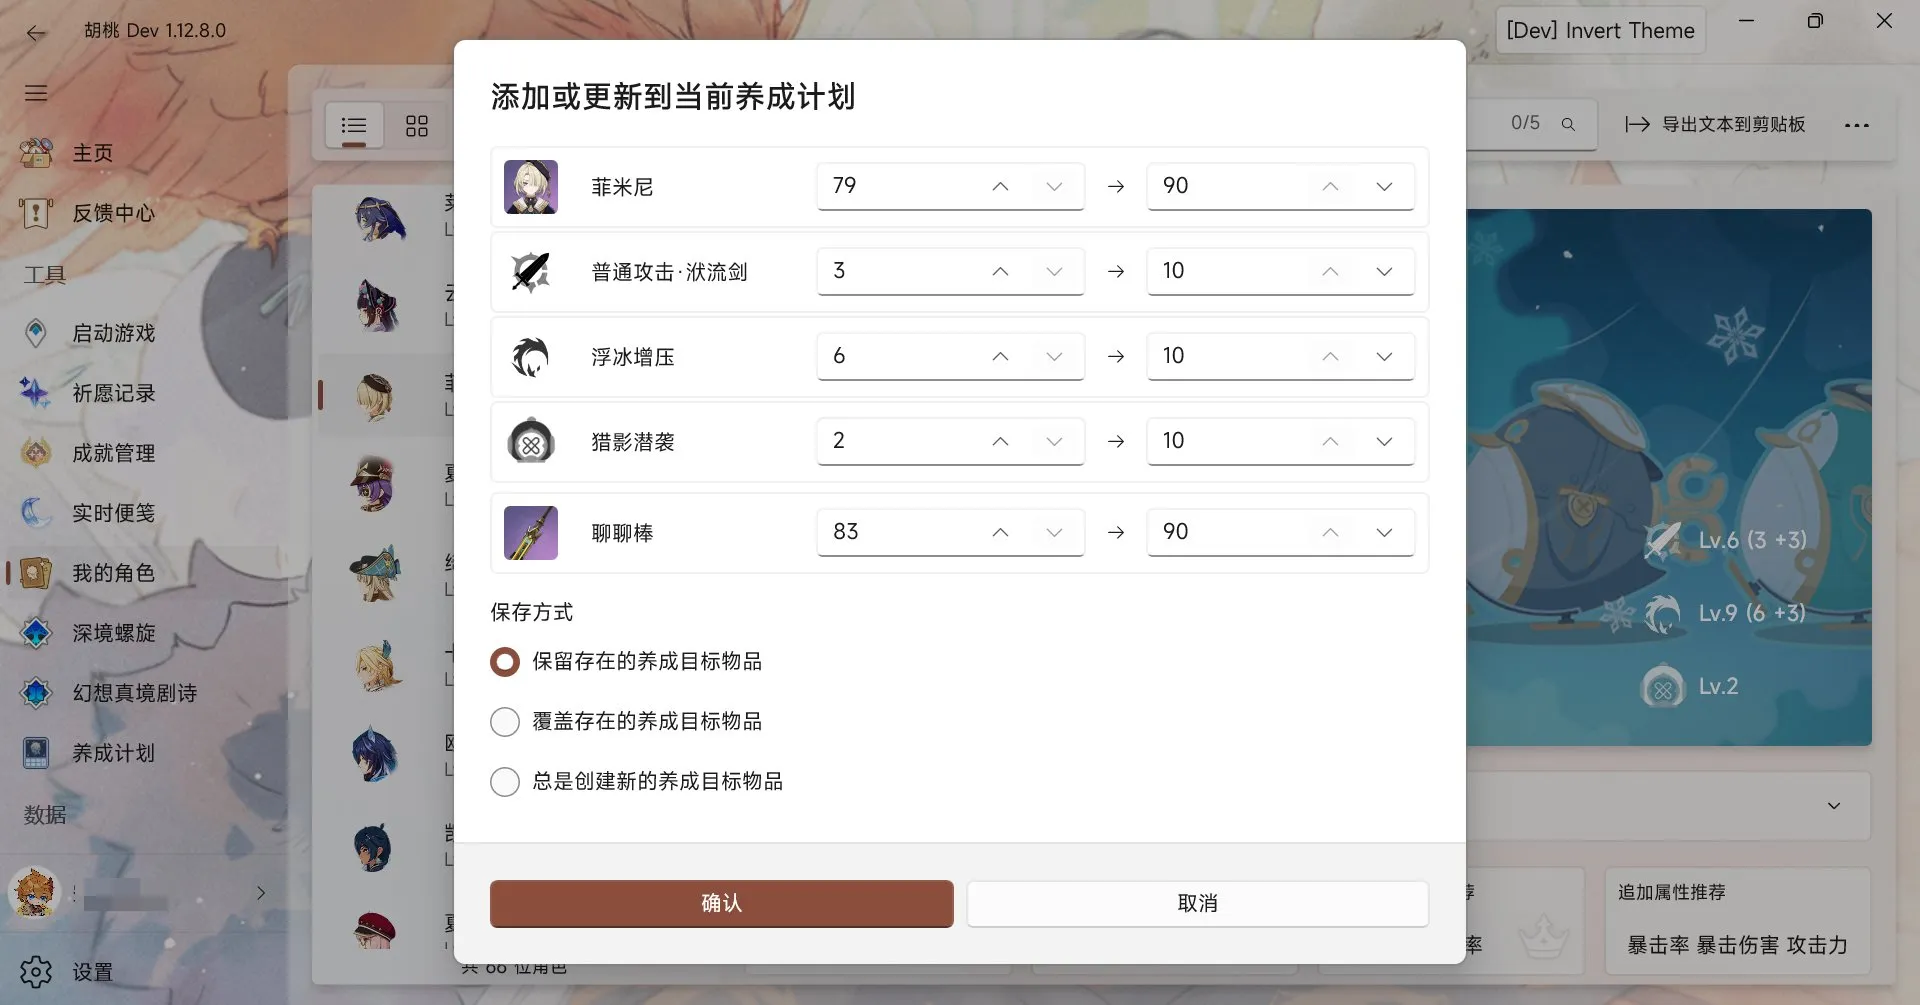 胡桃 Dev 1.12.8.0
[Dev] Invert Theme
主页
反馈中心
工具
启动游戏
祈愿记录
成就管理
实时便笺
我的角色
深境螺旋
幻想真境剧诗
养成计划
数据
设置
0/5
导出文本到剪贴板
添加或更新到当前养成计划
菲米尼 79 → 90
普通攻击·洑流剑 3 → 10
浮冰增压 6 → 10
猎影潜袭 2 → 10
聊聊棒 83 → 90
保存方式
保留存在的养成目标物品
覆盖存在的养成目标物品
总是创建新的养成目标物品
确认
取消
Lv.6 (3 +3)
Lv.9 (6 +3)
Lv.2
率
追加属性推荐
暴击率 暴击伤害 攻击力
共 66 位角色